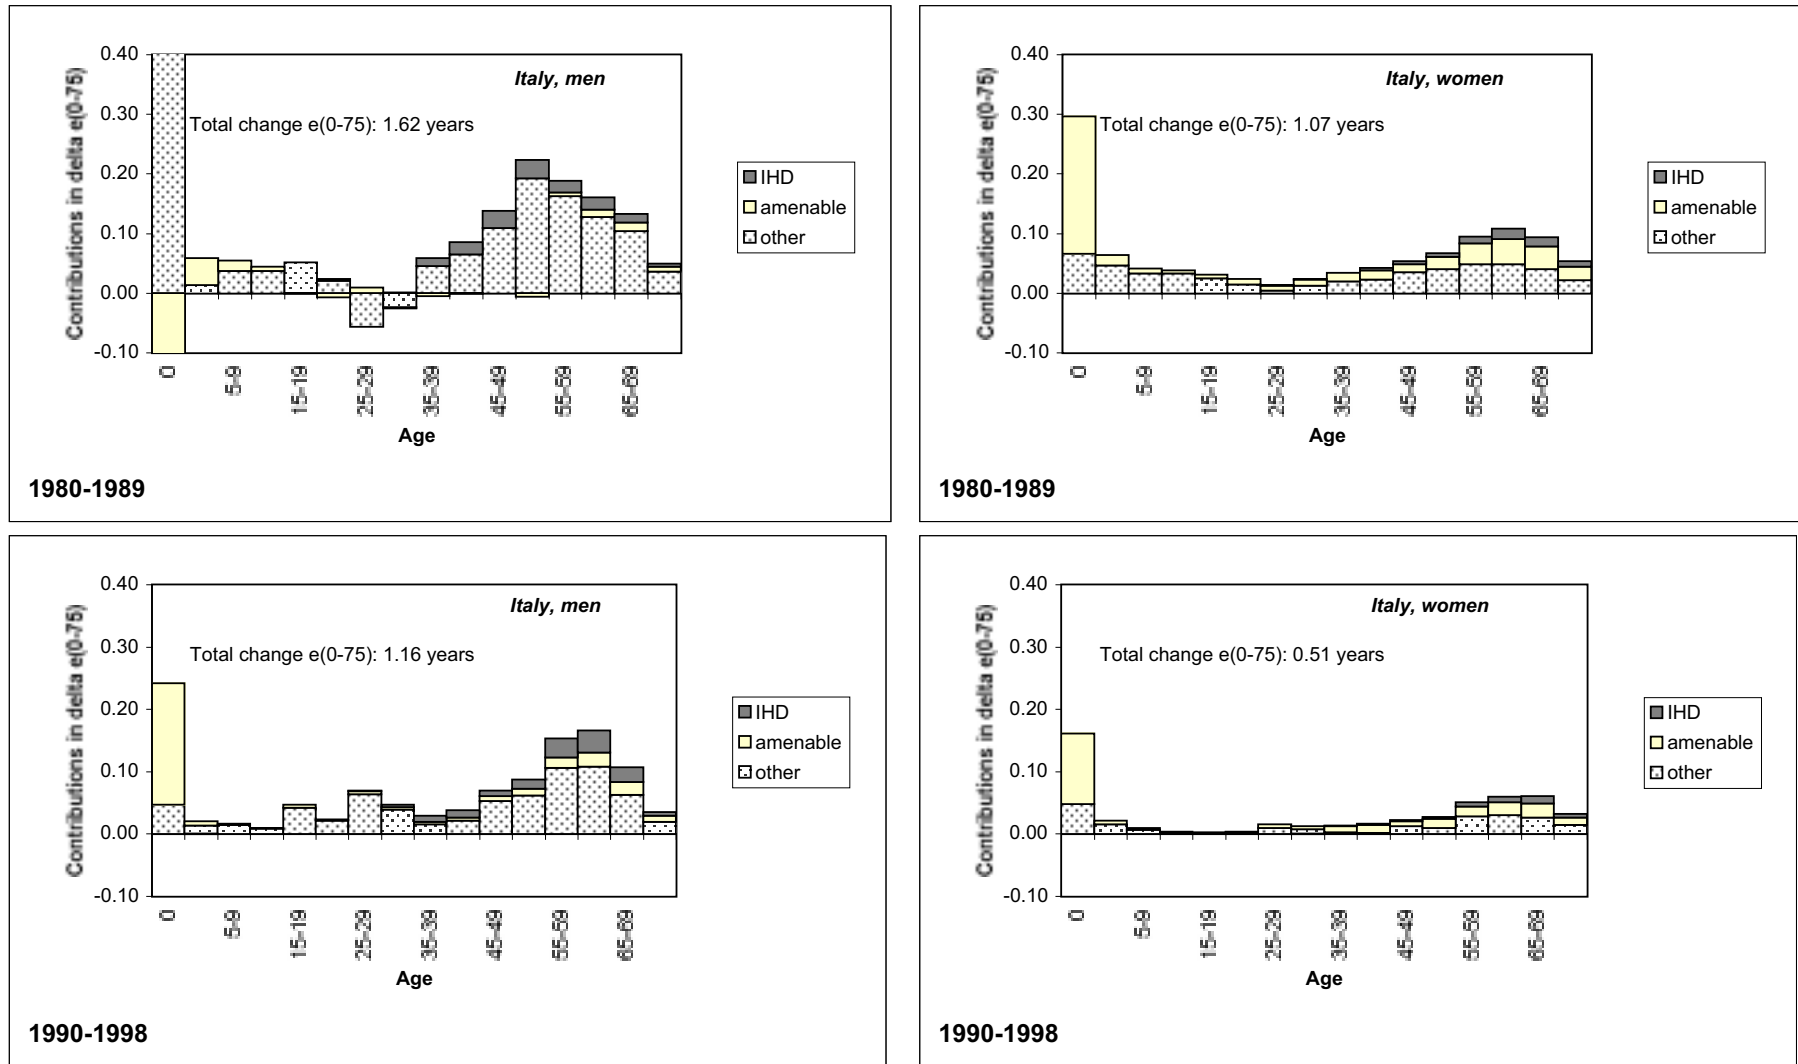 Italy, men
Total change e(0-75): 1.62 years
Contributions in delta e(0-75)
0.40
0.30
0.20
0.10
0.00
-0.10
0
5-9
15-19
25-29
35-39
45-49
55-59
65-69
Age
IHD
amenable
other
1980-1989
Italy, women
Total change e(0-75): 1.07 years
Contributions in delta e(0-75)
0.40
0.30
0.20
0.10
0.00
-0.10
0
5-9
15-19
25-29
35-39
45-49
55-59
65-69
Age
IHD
amenable
other
1980-1989
Italy, men
Total change e(0-75): 1.16 years
Contributions in delta e(0-75)
0.40
0.30
0.20
0.10
0.00
-0.10
0
5-9
15-19
25-29
35-39
45-49
55-59
65-69
Age
IHD
amenable
other
1990-1998
Italy, women
Total change e(0-75): 0.51 years
Contributions in delta e(0-75)
0.40
0.30
0.20
0.10
0.00
-0.10
0
5-9
15-19
25-29
35-39
45-49
55-59
65-69
Age
IHD
amenable
other
1990-1998